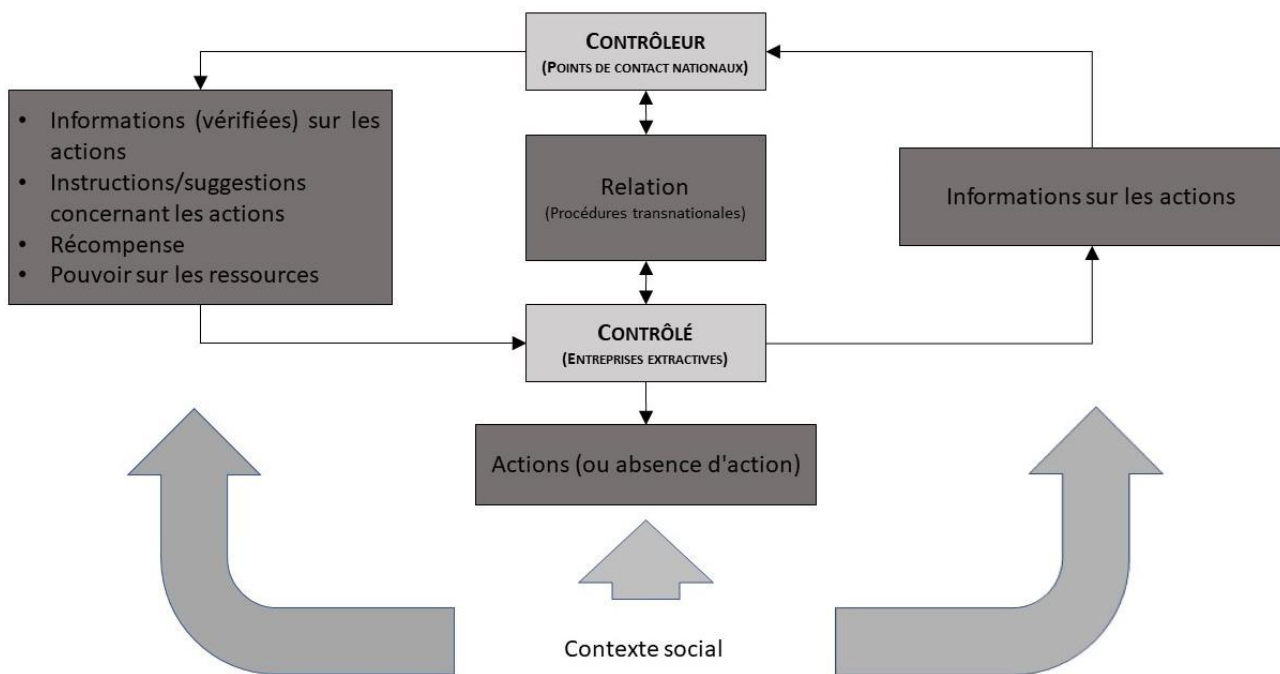 CONTRÔLEUR
(POINTS DE CONTACT NATIONAUX)
• Informations (vérifiées) sur les
actions
• Instructions/suggestions
concernant les actions
• Récompense
• Pouvoir sur les ressources
Relation
(Procédures transnationales)
Informations sur les actions
CONTRÔLÉ
(ENTREPRISES EXTRACTIVES)
Actions (ou absence d'action)
Contexte social